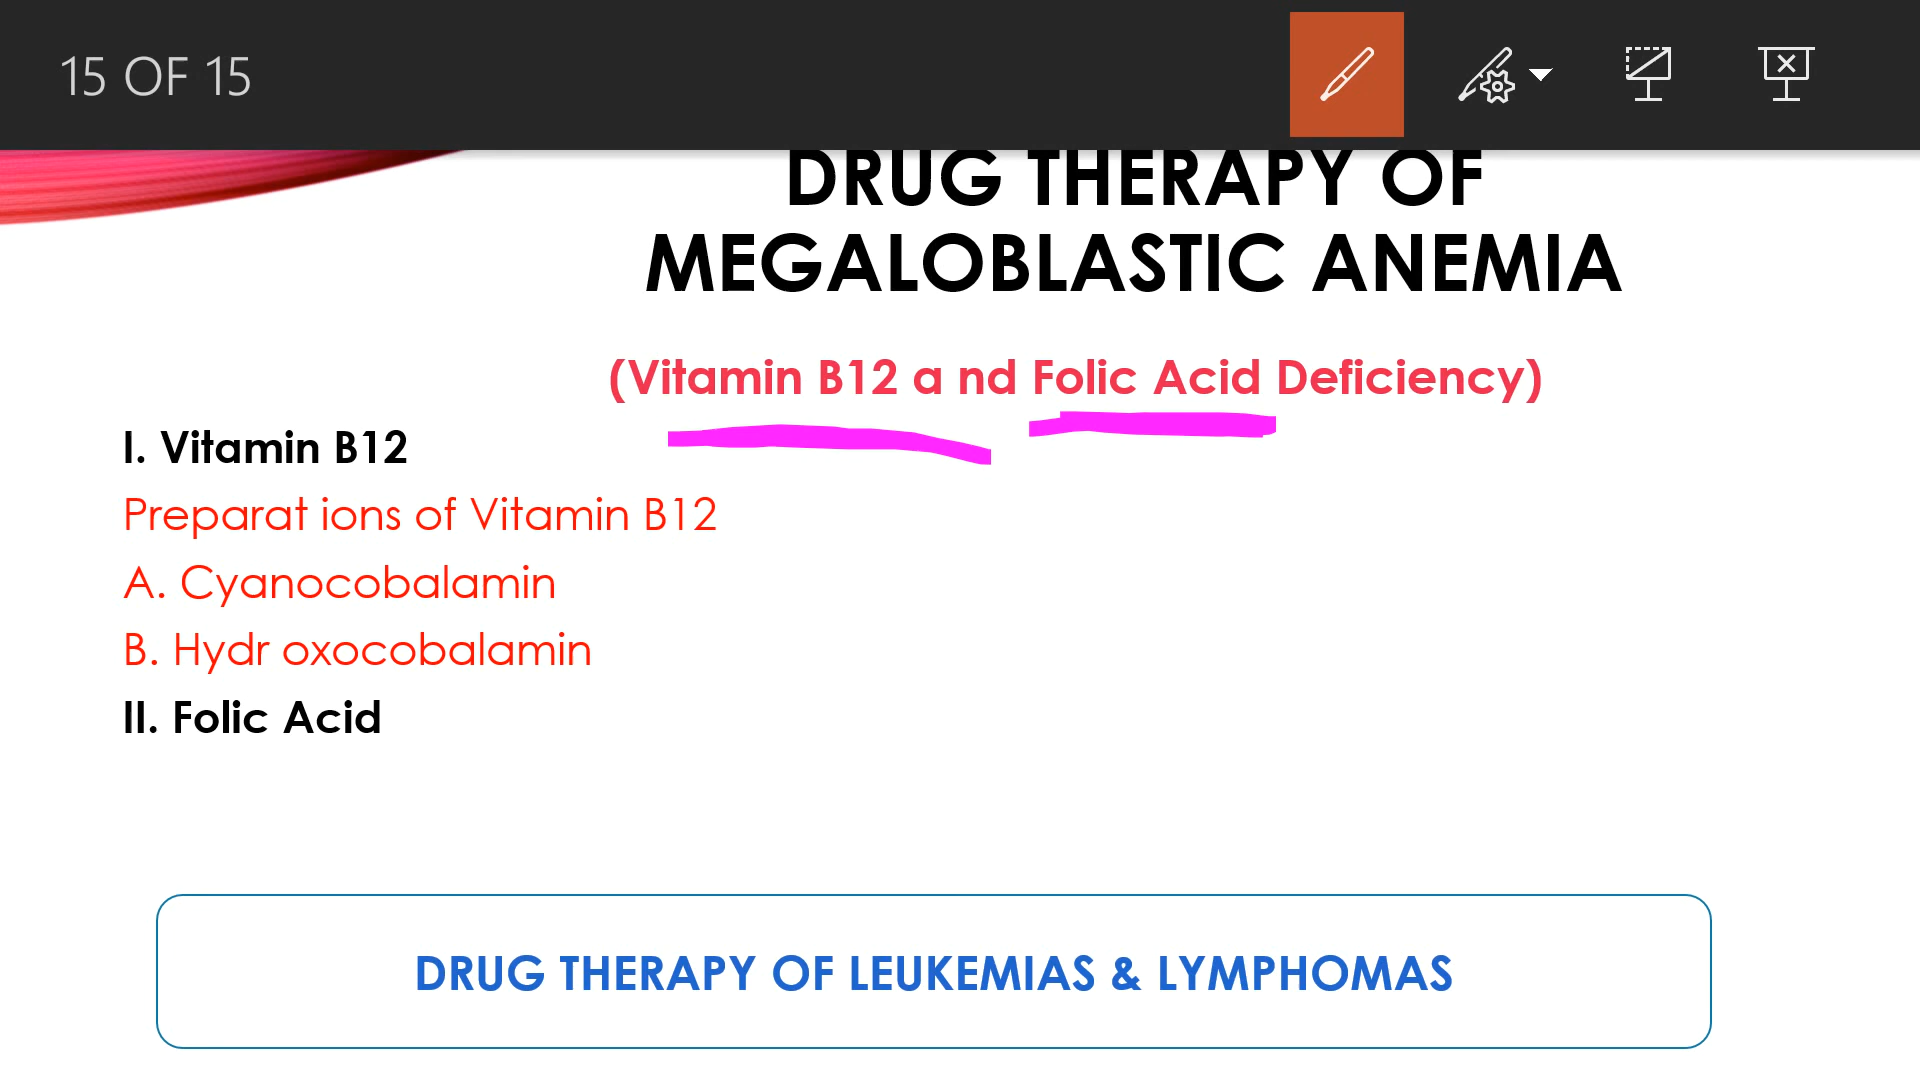 15 OF 15
DRUG THERAPY OF
MEGALOBLASTIC ANEMIA
(Vitamin B12 a nd Folic Acid Deficiency)
I. Vitamin B12
Preparat ions of Vitamin B12
A. Cyanocobalamin
B. Hydr oxocobalamin
II. Folic Acid
DRUG THERAPY OF LEUKEMIAS & LYMPHOMAS